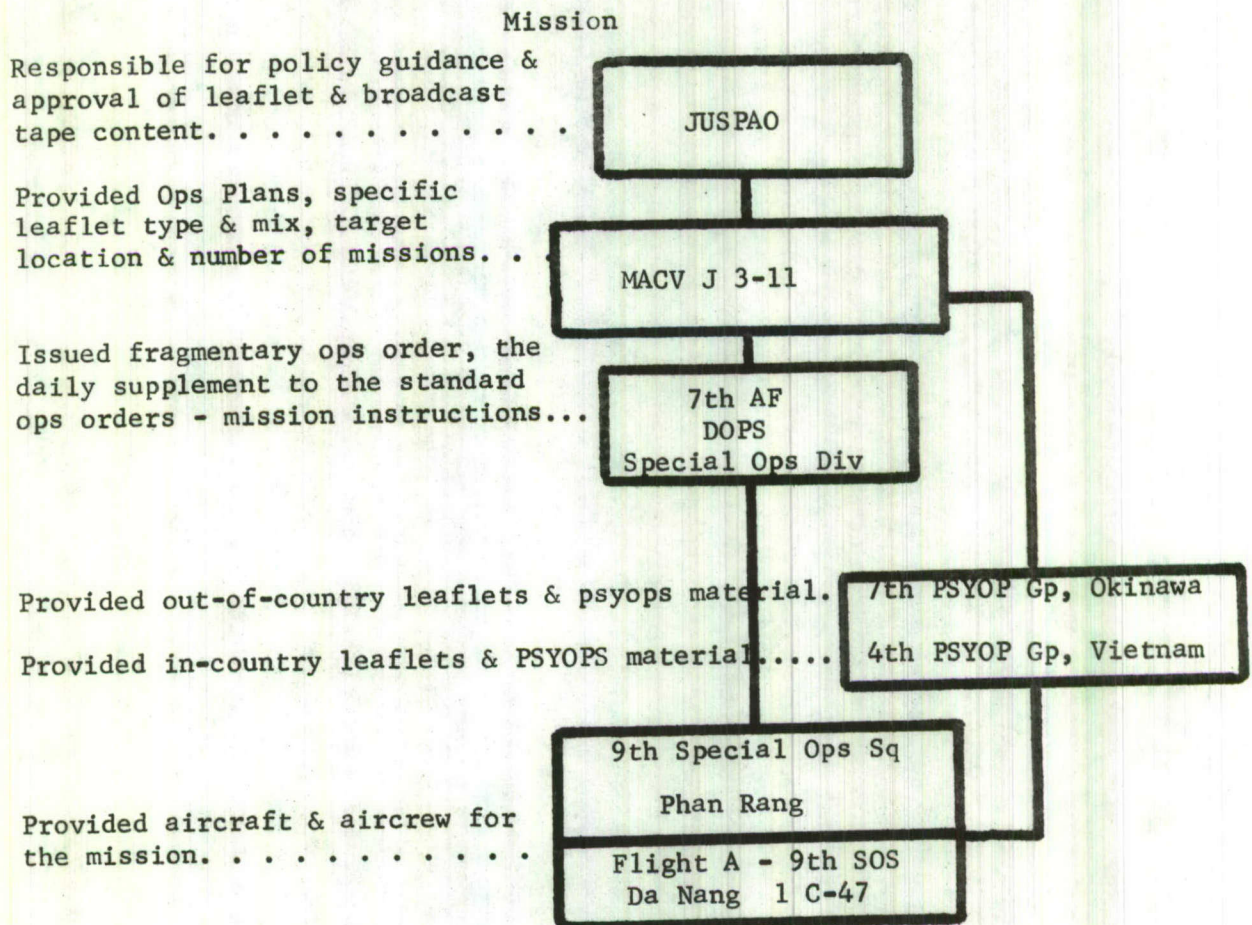 Mission
Responsible for policy guidance &
approval of leaflet & broadcast
tape content. . . . . . . . . . . .
JUSPAO
Provided Ops Plans, specific
leaflet type & mix, target
location & number of missions. . .
MACV J 3-11
Issued fragmentary ops order, the
daily supplement to the standard
ops orders - mission instructions...
7th AF
DOPS
Special Ops Div
Provided out-of-country leaflets & psyops material.
7th PSYOP Gp, Okinawa
Provided in-country leaflets & PSYOPS material.....
4th PSYOP Gp, Vietnam
9th Special Ops Sq
Phan Rang
Provided aircraft & aircrew for
the mission. . . . . . . . . . .
Flight A - 9th SOS
Da Nang 1 C-47